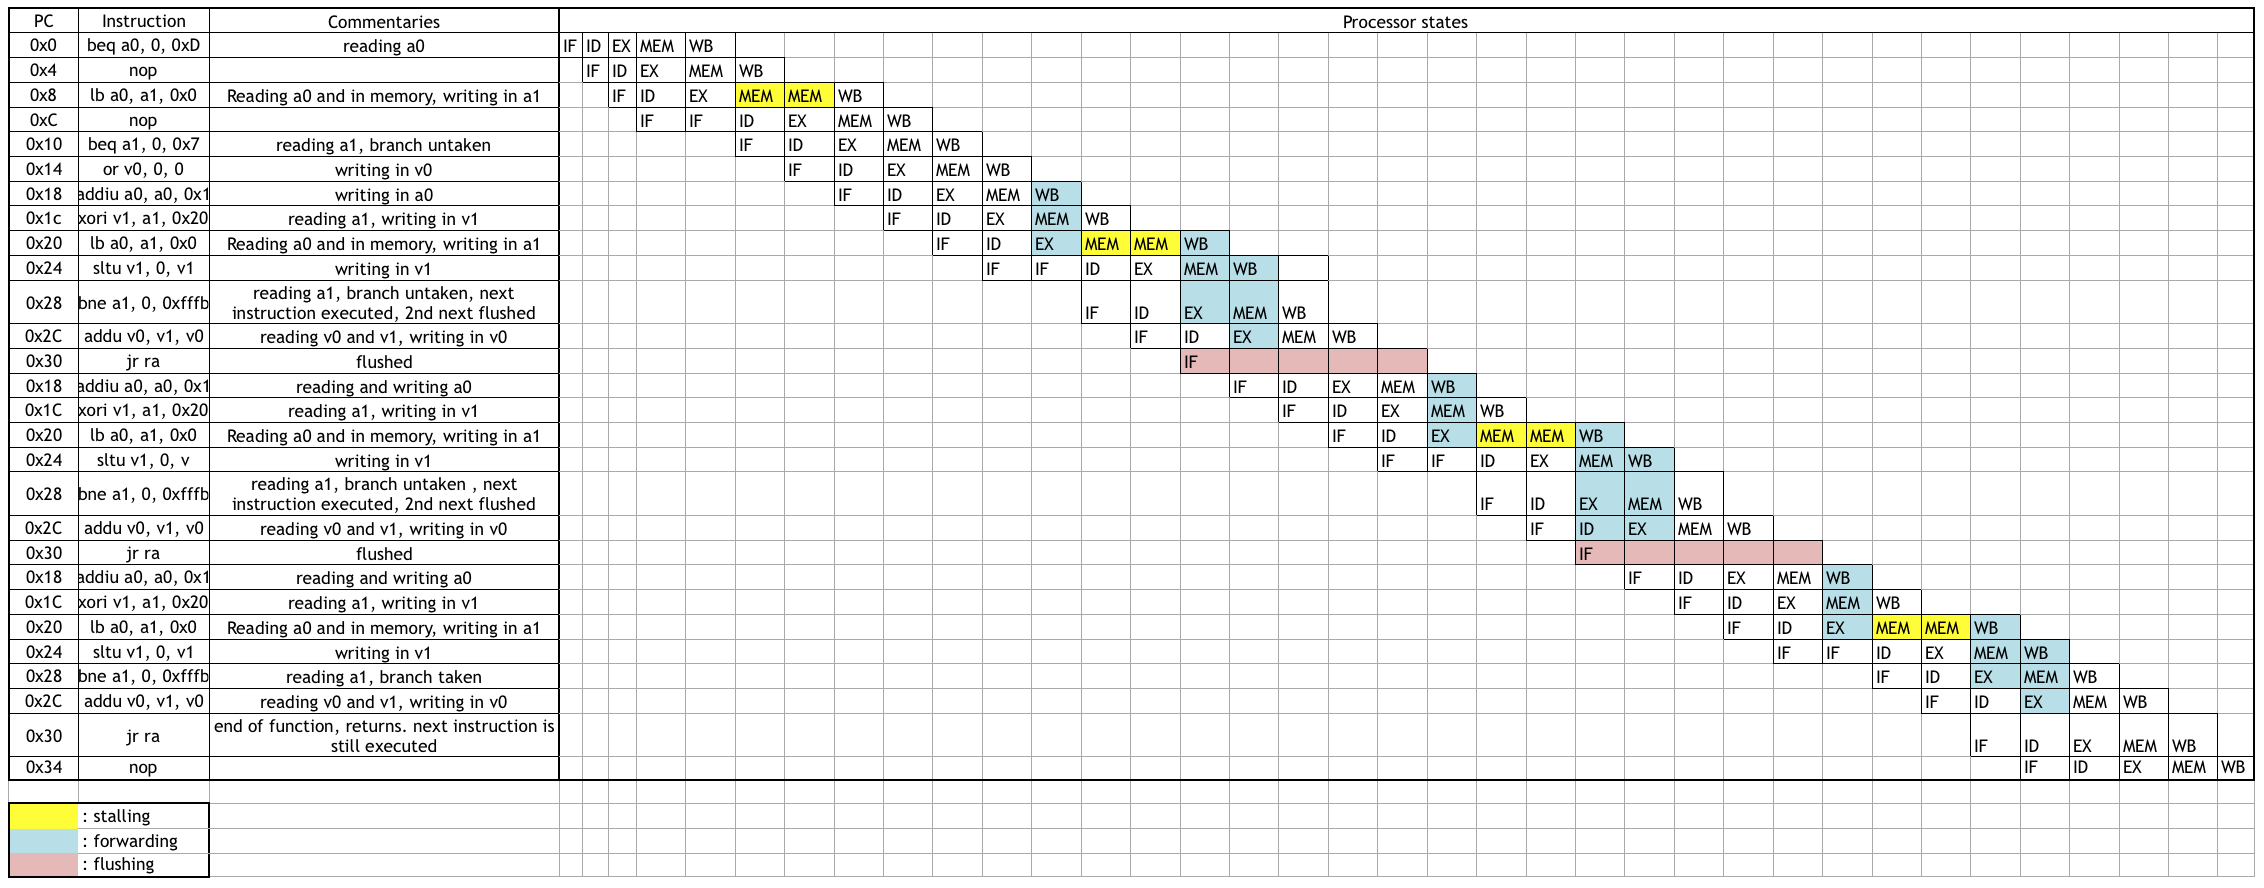 PC Instruction Commentaries Processor states
0x0 beq a0, 0, 0xD reading a0 IF ID EX MEM WB
0x4 nop IF ID EX MEM WB
0x8 lb a0, a1, 0x0 Reading a0 and in memory, writing in a1 IF ID EX MEM MEM WB
0xC nop IF IF ID EX MEM WB
0x10 beq a1, 0, 0x7 reading a1, branch untaken IF ID EX MEM WB
0x14 or v0, 0, 0 writing in v0 IF ID EX MEM WB
0x18 addiu a0, a0, 0x1 writing in a0 IF ID EX MEM WB
0x1c xori v1, a1, 0x20 reading a1, writing in v1 IF ID EX MEM WB
0x20 lb a0, a1, 0x0 Reading a0 and in memory, writing in a1 IF ID EX MEM MEM WB
0x24 sltu v1, 0, v1 writing in v1 IF IF ID EX MEM WB
reading a1, branch untaken, next
0x28 bne a1, 0, 0xfffb instruction executed, 2nd next flushed IF ID EX MEM WB
0x2C addu v0, v1, v0 reading v0 and v1, writing in v0 IF ID EX MEM WB
0x30 jr ra flushed IF
0x18 addiu a0, a0, 0x1 reading and writing a0 IF ID EX MEM WB
0x1C xori v1, a1, 0x20 reading a1, writing in v1 IF ID EX MEM WB
0x20 lb a0, a1, 0x0 Reading a0 and in memory, writing in a1 IF ID EX MEM MEM WB
0x24 sltu v1, 0, v writing in v1 IF IF ID EX MEM WB
reading a1, branch untaken , next
0x28 bne a1, 0, 0xfffb instruction executed, 2nd next flushed IF ID EX MEM WB
0x2C addu v0, v1, v0 reading v0 and v1, writing in v0 IF ID EX MEM WB
0x30 jr ra flushed IF
0x18 addiu a0, a0, 0x1 reading and writing a0 IF ID EX MEM WB
0x1C xori v1, a1, 0x20 reading a1, writing in v1 IF ID EX MEM WB
0x20 lb a0, a1, 0x0 Reading a0 and in memory, writing in a1 IF ID EX MEM MEM WB
0x24 sltu v1, 0, v1 writing in v1 IF IF ID EX MEM WB
0x28 bne a1, 0, 0xfffb reading a1, branch taken IF ID EX MEM WB
0x2C addu v0, v1, v0 reading v0 and v1, writing in v0 IF ID EX MEM WB
end of function, returns. next instruction is
0x30 jr ra still executed IF ID EX MEM WB
0x34 nop IF ID EX MEM WB
: stalling
: forwarding
: flushing